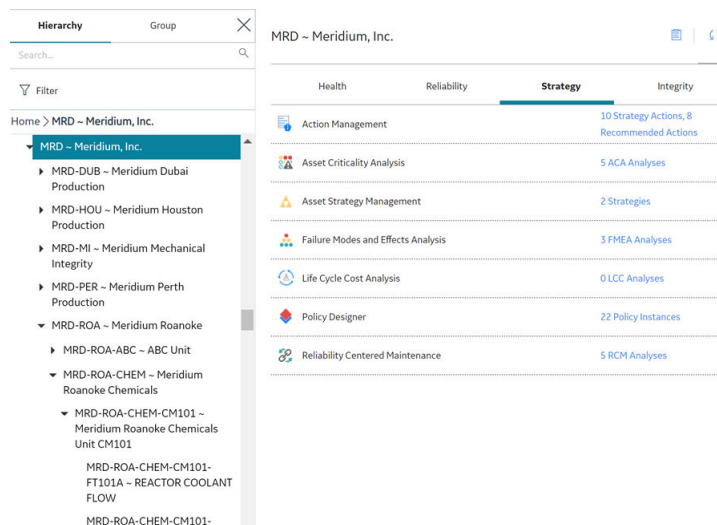 Hierarchy
Group
Search...
Filter
Home > MRD ~ Meridium, Inc.
MRD ~ Meridium, Inc.
MRD-DUB ~ Meridium Dubai
Production
MRD-HOU ~ Meridium Houston
Production
MRD-MI ~ Meridium Mechanical
Integrity
MRD-PER ~ Meridium Perth
Production
MRD-ROA ~ Meridium Roanoke
MRD-ROA-ABC ~ ABC Unit
MRD-ROA-CHEM ~ Meridium
Roanoke Chemicals
MRD-ROA-CHEM-CM101 ~
Meridium Roanoke Chemicals
Unit CM101
MRD-ROA-CHEM-CM101-
FT101A ~ REACTOR COOLANT
FLOW
MRD-ROA-CHEM-CM101-
MRD ~ Meridium, Inc.
Health
Reliability
Strategy
Integrity
Action Management
10 Strategy Actions, 8
Recommended Actions
Asset Criticality Analysis
5 ACA Analyses
Asset Strategy Management
2 Strategies
Failure Modes and Effects Analysis
3 FMEA Analyses
Life Cycle Cost Analysis
0 LCC Analyses
Policy Designer
22 Policy Instances
Reliability Centered Maintenance
5 RCM Analyses